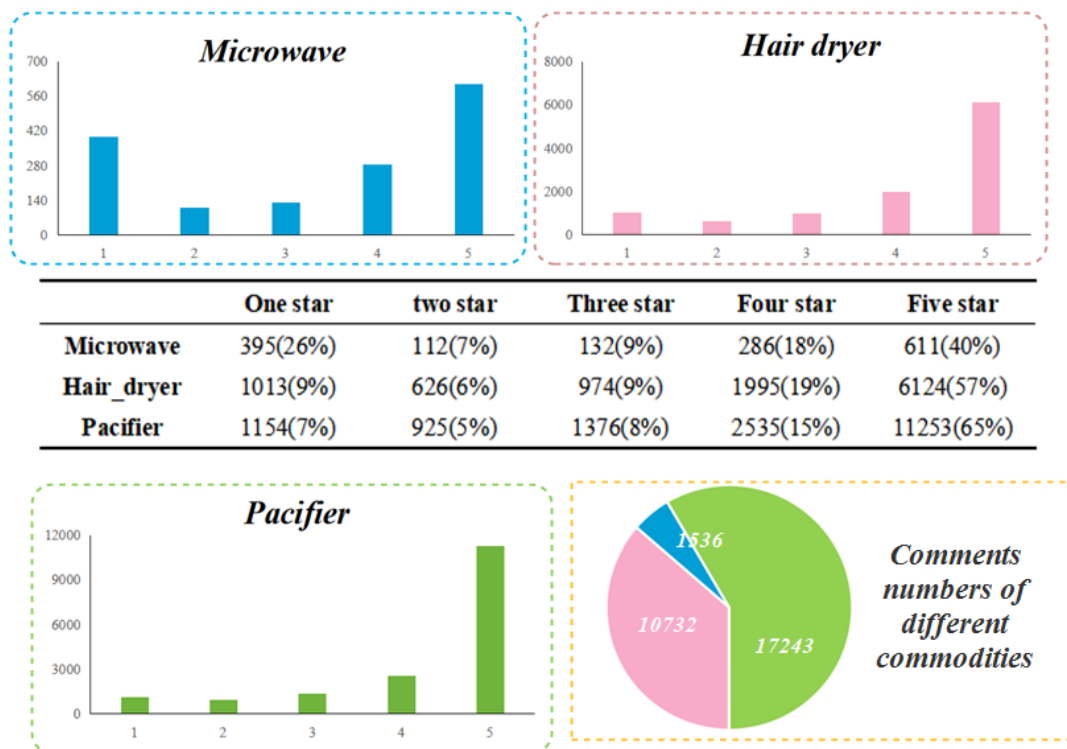 Microwave
700
560
420
280
140
0
1 2 3 4 5
Hair dryer
8000
6000
4000
2000
0
1 2 3 4 5
One star two star Three star Four star Five star
Microwave 395(26%) 112(7%) 132(9%) 286(18%) 611(40%)
Hair_dryer 1013(9%) 626(6%) 974(9%) 1995(19%) 6124(57%)
Pacifier 1154(7%) 925(5%) 1376(8%) 2535(15%) 11253(65%)
Pacifier
12000
9000
6000
3000
0
1 2 3 4 5
1536
10732
17243
Comments
numbers of
different
commodities